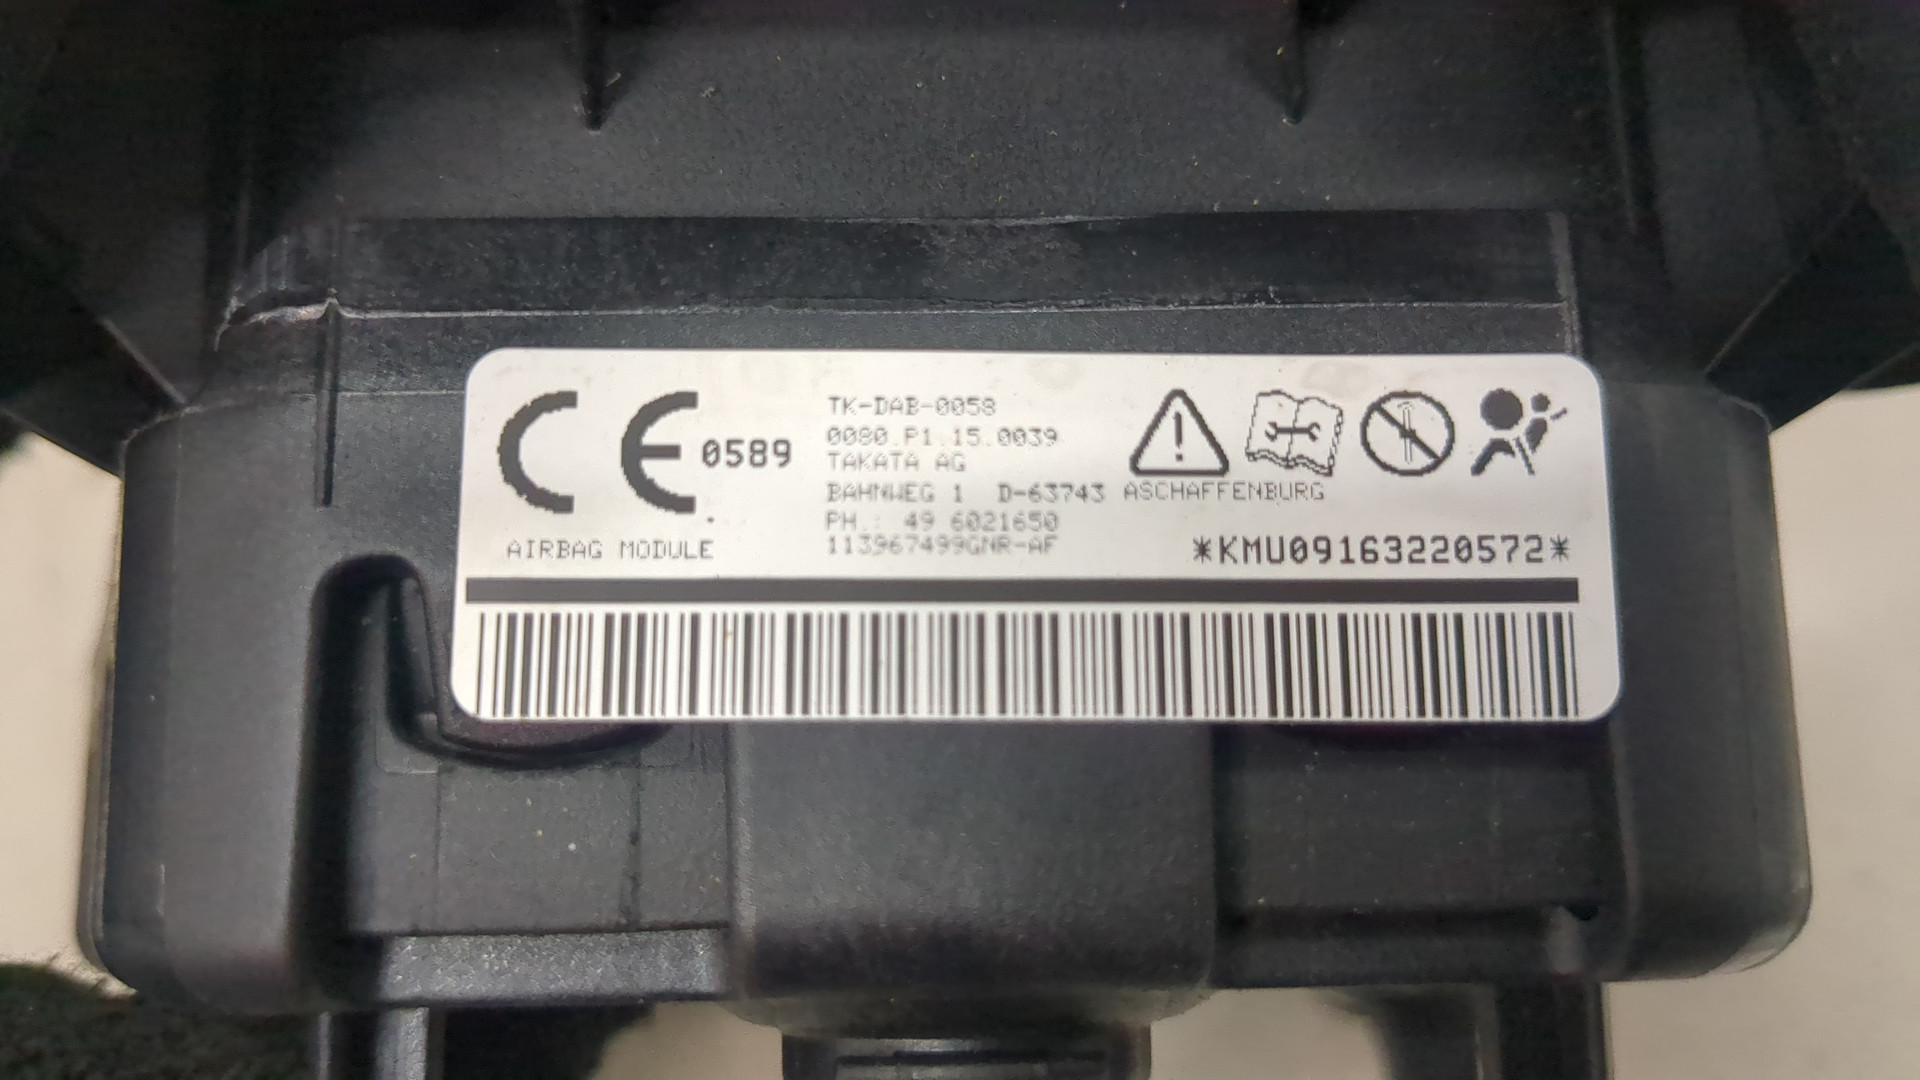 CE 0589
AIRBAG MODULE
TK-DAB-0058
0080.P1.15.0039
TAKATA AG
BAHNWEG 1 D-63743 ASCHAFFENBURG
PH.: 49 6021650
113967499GNR-AF
*KMU09163220572*